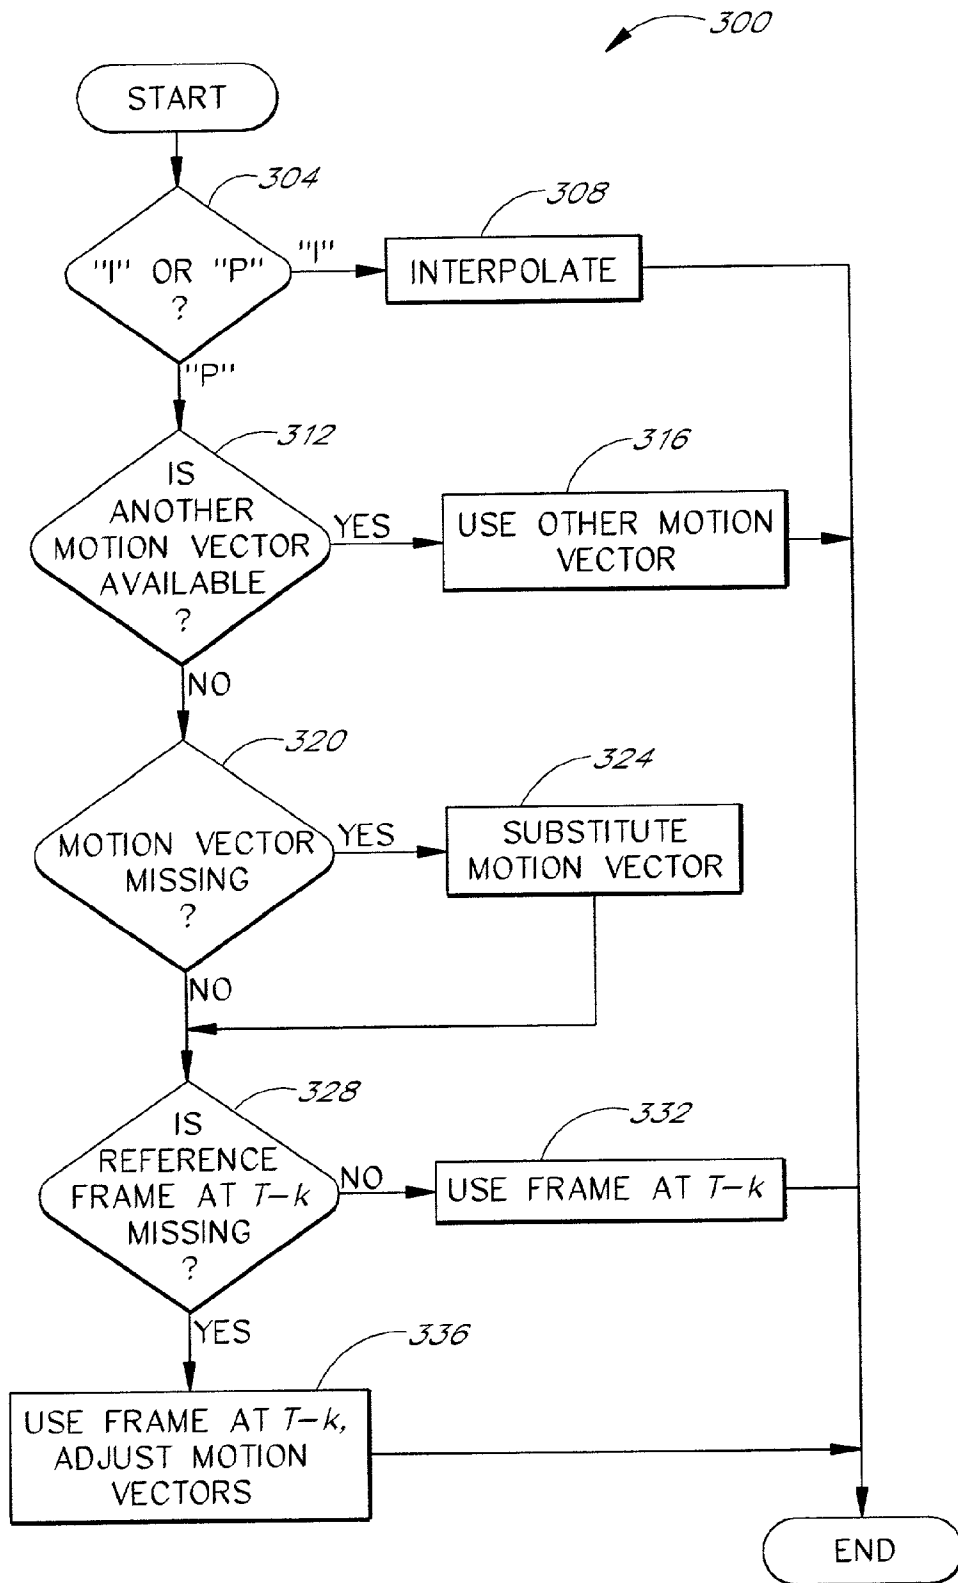 300
START
304
"I" OR "P"
?
"I"
308
INTERPOLATE
"P"
312
IS
ANOTHER
MOTION VECTOR
AVAILABLE
?
YES
316
USE OTHER MOTION
VECTOR
NO
320
MOTION VECTOR
MISSING
?
YES
324
SUBSTITUTE
MOTION VECTOR
NO
328
IS
REFERENCE
FRAME AT T-k
MISSING
?
NO
332
USE FRAME AT T-k
YES
336
USE FRAME AT T-k,
ADJUST MOTION
VECTORS
END